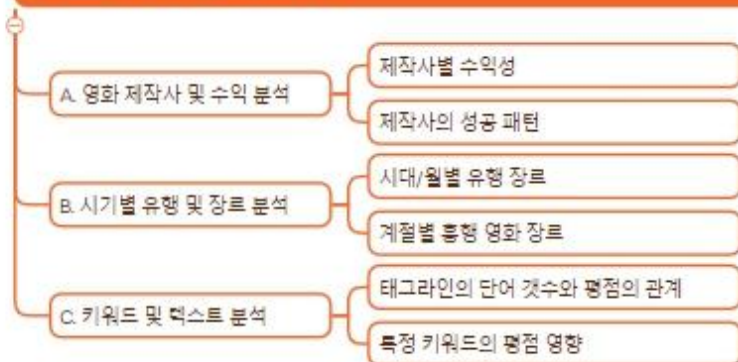 A. 영화 제작사 및 수익 분석
제작사별 수익성
제작사의 성공 패턴
B. 시기별 유행 및 장르 분석
시대/월별 유행 장르
계절별 흥행 영화 장르
C. 키워드 및 텍스트 분석
태그라인의 단어 갯수와 평점의 관계
특정 키워드의 평점 영향